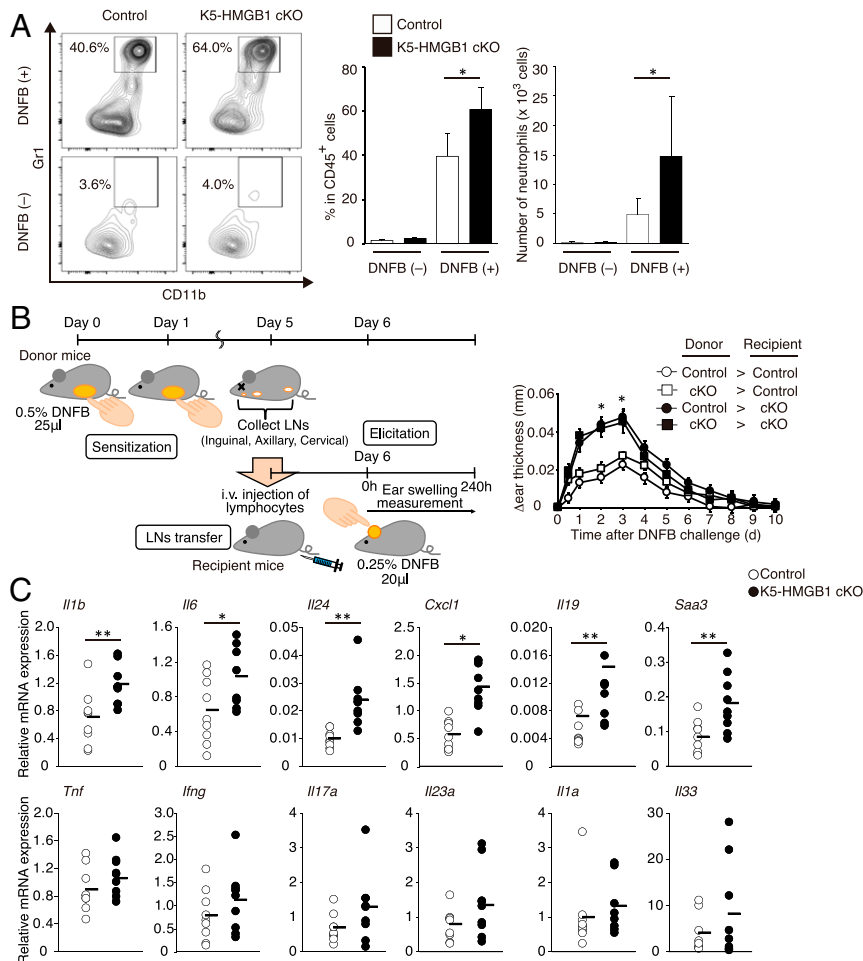 A
Control
K5-HMGB1 cKO
40.6%
64.0%
DNFB (+)
3.6%
4.0%
DNFB (–)
Gr1
CD11b
Control
K5-HMGB1 cKO
% in CD45+ cells
80
60
40
20
0
*
DNFB (–)
DNFB (+)
Number of neutrophils (x 10³ cells)
30
25
20
15
10
5
0
*
DNFB (–)
DNFB (+)
B
Day 0
Day 1
Day 5
Day 6
Donor mice
0.5% DNFB
25µl
Sensitization
Collect LNs
(Inguinal, Axillary, Cervical)
Elicitation
Day 6
0h
240h
i.v. injection of
lymphocytes
Ear swelling
measurement
LNs transfer
Recipient mice
0.25% DNFB
20µl
Donor
Recipient
Control > Control
cKO > Control
Control > cKO
cKO > cKO
Δear thickness (mm)
0.06
0.04
0.02
0
* *
0 1 2 3 4 5 6 7 8 9 10
Time after DNFB challenge (d)
C
Control
K5-HMGB1 cKO
Relative mRNA expression
Il1b
2.0
1.6
1.2
0.8
0.4
0
**
Il6
1.6
1.2
0.8
0.4
0
*
Il24
0.06
0.04
0.03
0.02
0.01
0
**
Cxcl1
2.5
2.0
1.5
1.0
0.5
0
*
Il19
0.020
0.016
0.012
0.008
0.004
0
**
Saa3
0.4
0.3
0.2
0.1
0
**
Relative mRNA expression
Tnf
2.0
1.6
1.2
0.8
0.4
0
Ifng
3.0
2.5
2.0
1.5
1.0
0.5
0
Il17a
4
3
2
1
0
Il23a
4
3
2
1
0
Il1a
4
3
2
1
0
Il33
30
20
10
0